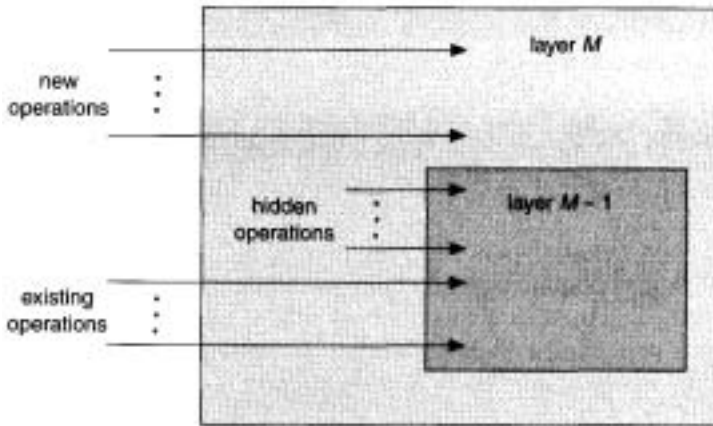 layer M
new
operations
layer M – 1
hidden
operations
existing
operations